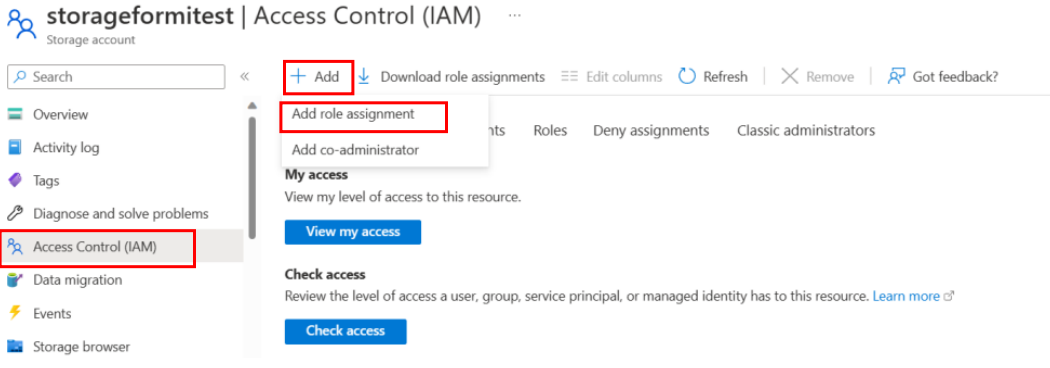 storageformitest | Access Control (IAM) ...
Storage account
Search «
+ Add Download role assignments Edit columns Refresh Remove Got feedback?
Overview
Add role assignment
Activity log
Roles Deny assignments Classic administrators
Add co-administrator
Tags
My access
View my level of access to this resource.
Diagnose and solve problems
View my access
Access Control (IAM)
Check access
Data migration
Review the level of access a user, group, service principal, or managed identity has to this resource. Learn more
Events
Check access
Storage browser